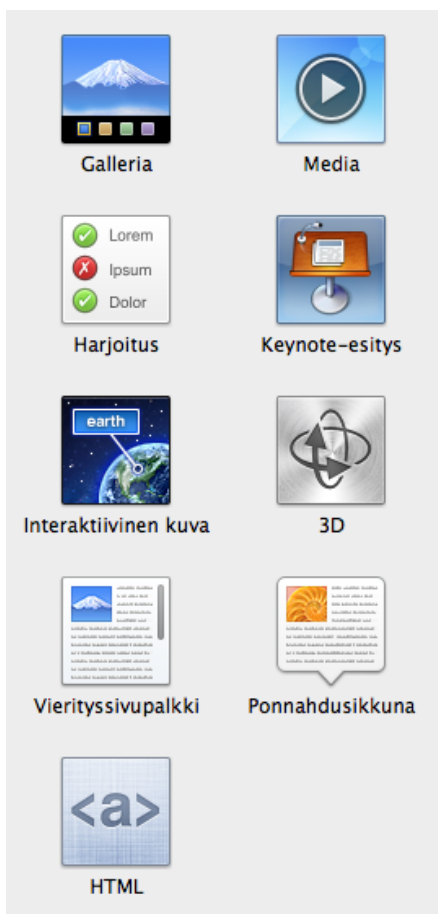 Galleria
Media
Lorem
Ipsum
Dolor
Harjoitus
Keynote-esitys
earth
Interaktiivinen kuva
3D
Vierityssivupalkki
Ponnahdusikkuna
<a>
HTML